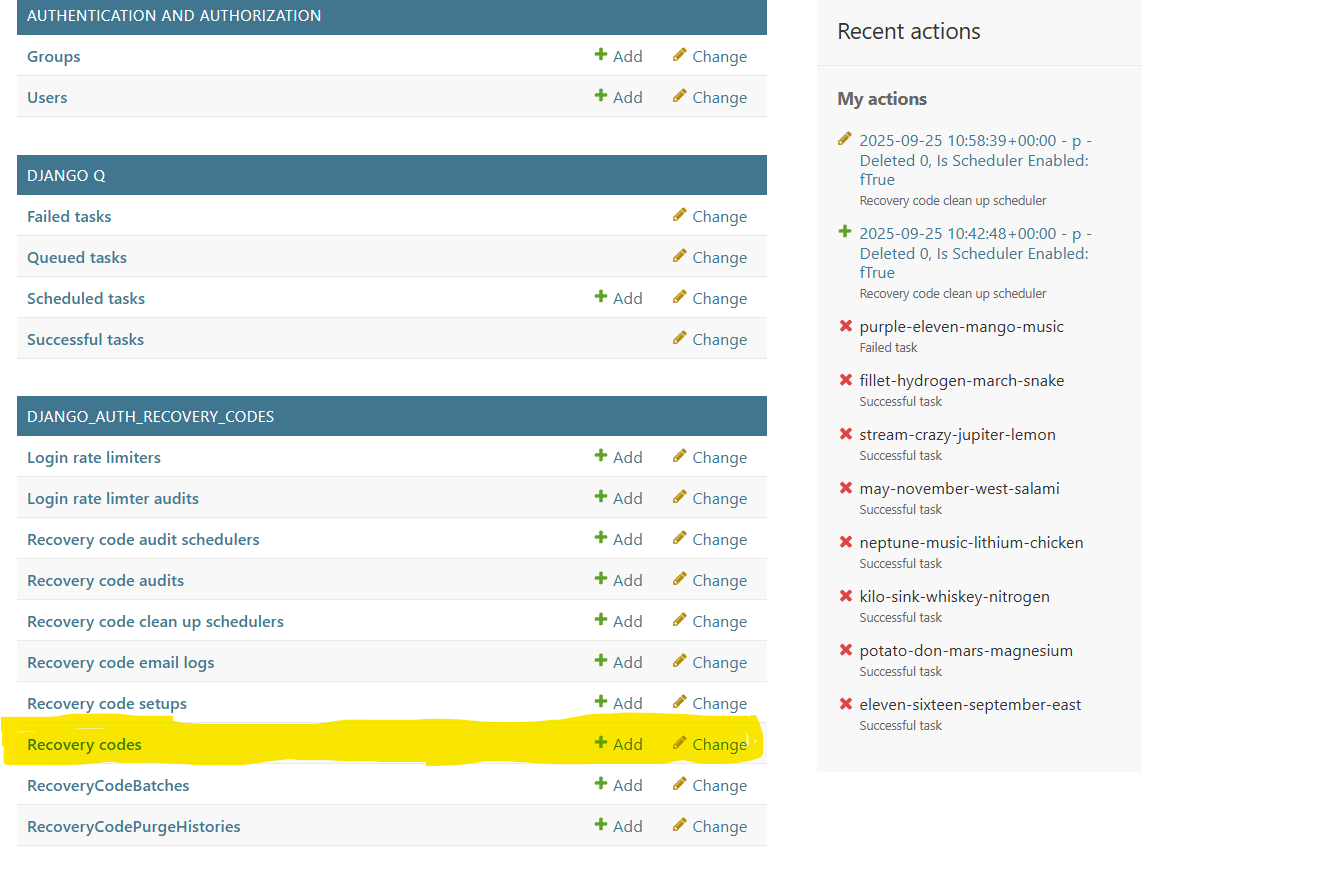 AUTHENTICATION AND AUTHORIZATION
Groups Add Change
Users Add Change
DJANGO Q
Failed tasks Change
Queued tasks Change
Scheduled tasks Add Change
Successful tasks Change
DJANGO_AUTH_RECOVERY_CODES
Login rate limiters Add Change
Login rate limter audits Add Change
Recovery code audit schedulers Add Change
Recovery code audits Add Change
Recovery code clean up schedulers Add Change
Recovery code email logs Add Change
Recovery code setups Add Change
Recovery codes Add Change
RecoveryCodeBatches Add Change
RecoveryCodePurgeHistories Add Change
Recent actions
My actions
2025-09-25 10:58:39+00:00 - p -
Deleted 0, Is Scheduler Enabled:
fTrue
Recovery code clean up scheduler
2025-09-25 10:42:48+00:00 - p -
Deleted 0, Is Scheduler Enabled:
fTrue
Recovery code clean up scheduler
purple-eleven-mango-music
Failed task
fillet-hydrogen-march-snake
Successful task
stream-crazy-jupiter-lemon
Successful task
may-november-west-salami
Successful task
neptune-music-lithium-chicken
Successful task
kilo-sink-whiskey-nitrogen
Successful task
potato-don-mars-magnesium
Successful task
eleven-sixteen-september-east
Successful task